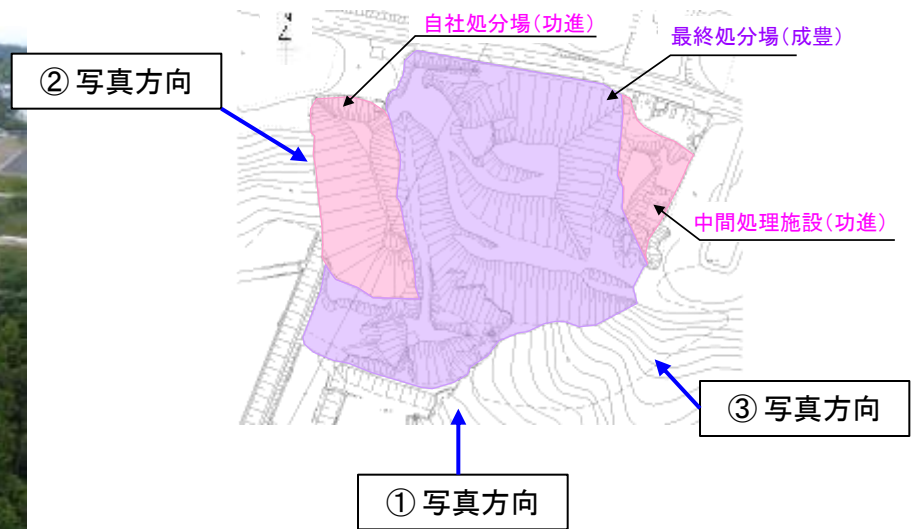 自社処分場(功進)
最終処分場(成豊)
② 写真方向
中間処理施設(功進)
③ 写真方向
① 写真方向